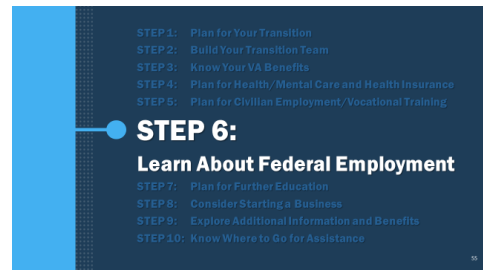 STEP 1: Plan for Your Transition
STEP 2: Build Your Transition Team
STEP 3: Know Your VA Benefits
STEP 4: Plan for Health/Mental Care and Health Insurance
STEP 5: Plan for Civilian Employment/Vocational Training
STEP 6:
Learn About Federal Employment
STEP 7: Plan for Further Education
STEP 8: Consider Starting a Business
STEP 9: Explore Additional Information and Benefits
STEP 10: Know Where to Go for Assistance
55